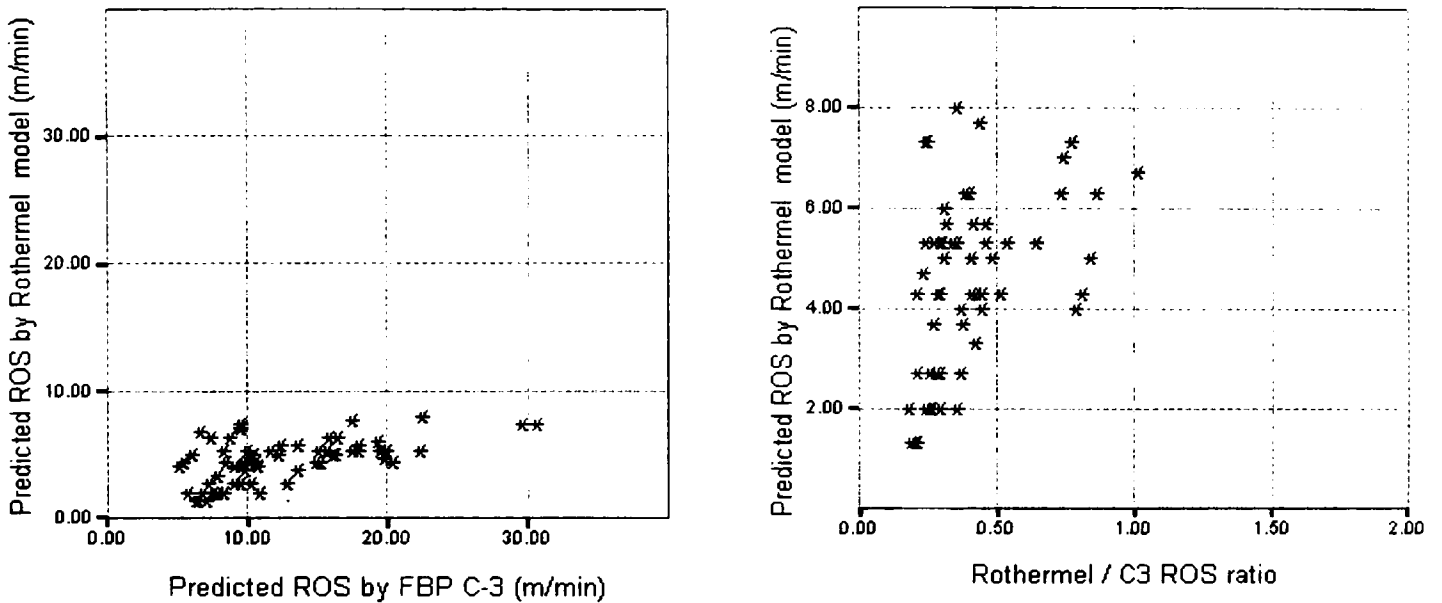 Predicted ROS by Rothermel model (m/min)
30.00
20.00
10.00
0.00
0.00 10.00 20.00 30.00
Predicted ROS by FBP C-3 (m/min)
Predicted ROS by Rothermel model (m/min)
8.00
6.00
4.00
2.00
0.00 0.50 1.00 1.50 2.00
Rothermel / C3 ROS ratio